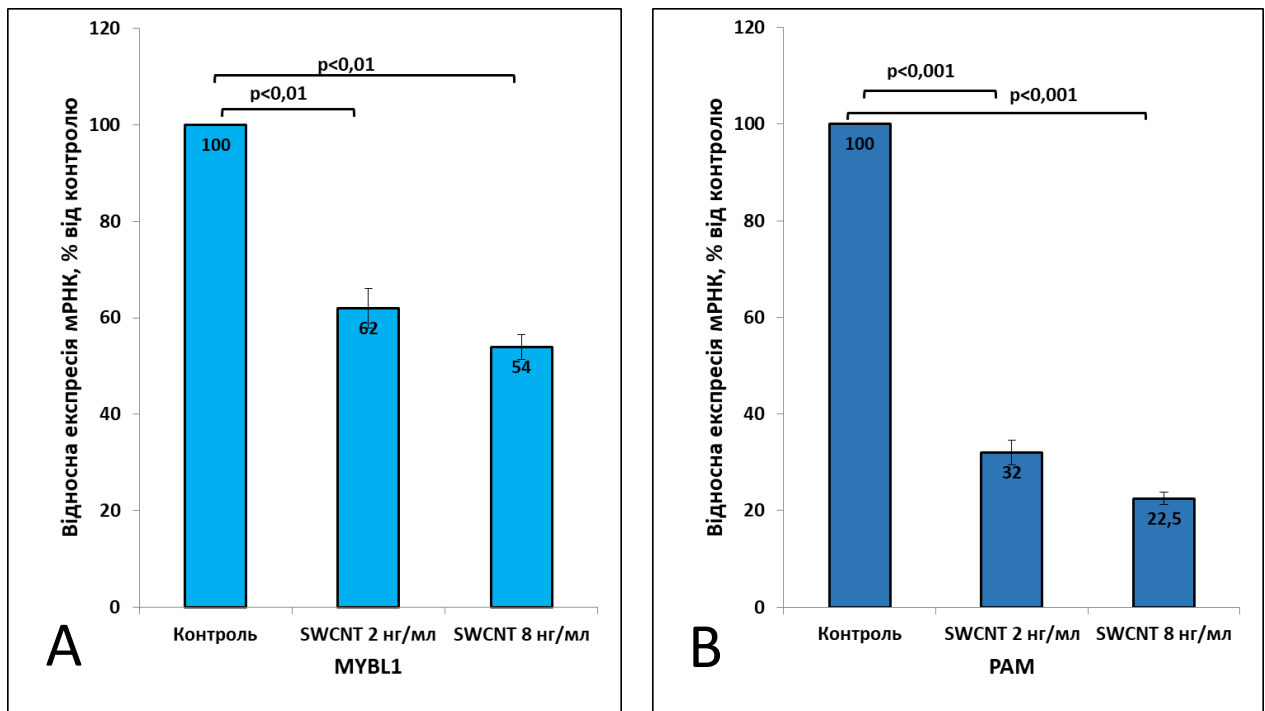 Відносна експресія мРНК, % від контролю
120
100
80
60
40
20
0
p<0,01
p<0,01
100
62
54
Контроль
SWCNT 2 нг/мл
SWCNT 8 нг/мл
MYBL1
A
Відносна експресія мРНК, % від контролю
120
100
80
60
40
20
0
p<0,001
p<0,001
100
32
22,5
Контроль
SWCNT 2 нг/мл
SWCNT 8 нг/мл
PAM
B